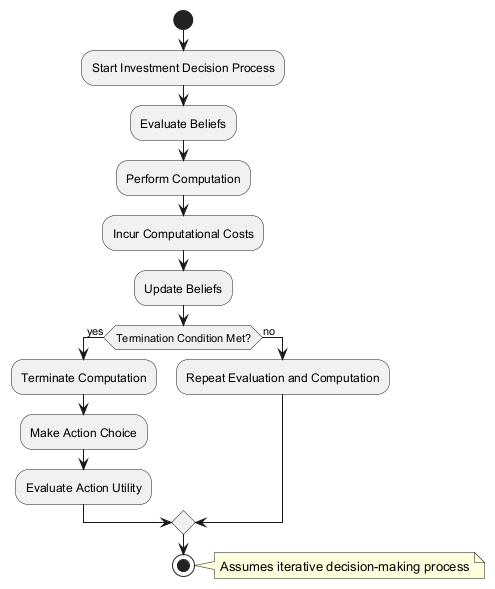 Start Investment Decision Process
Evaluate Beliefs
Perform Computation
Incur Computational Costs
Update Beliefs
Termination Condition Met?
yes
no
Terminate Computation
Repeat Evaluation and Computation
Make Action Choice
Evaluate Action Utility
Assumes iterative decision-making process